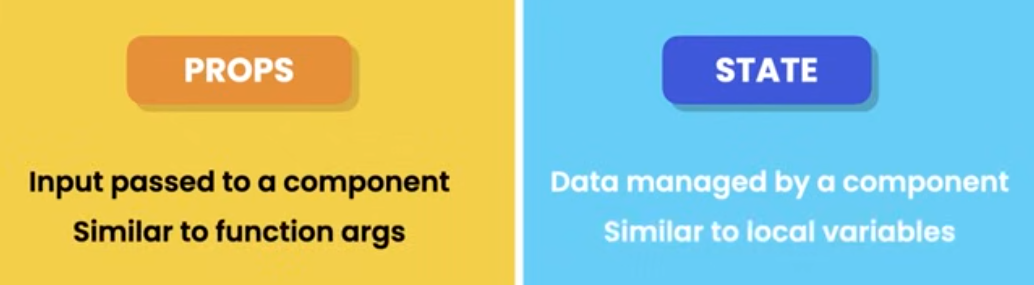 PROPS
Input passed to a component
Similar to function args
STATE
Data managed by a component
Similar to local variables